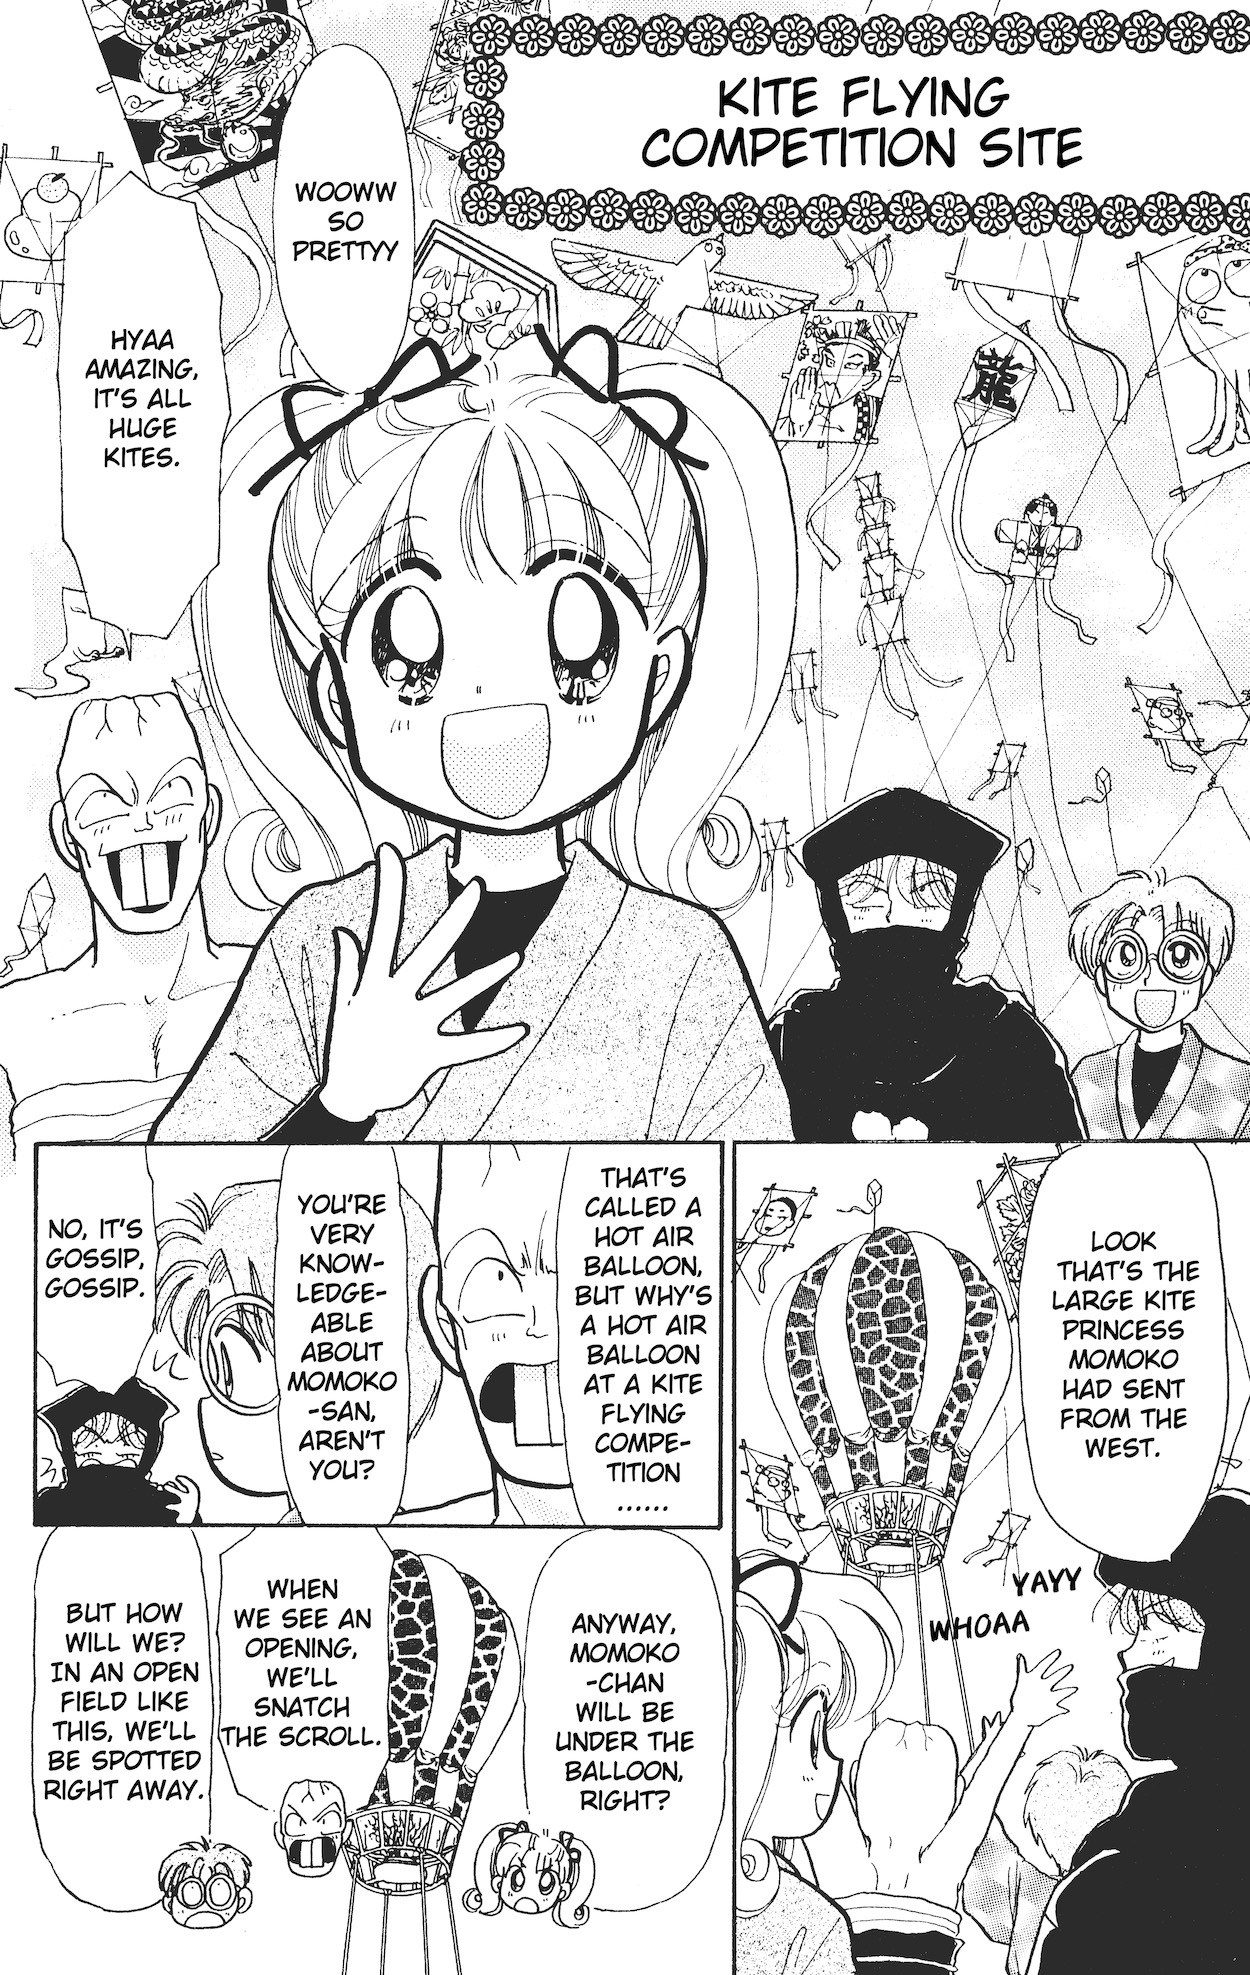 KITE FLYING
COMPETITION SITE
WOOWW
SO
PRETTYY
HYAA
AMAZING,
IT'S ALL
HUGE
KITES.
龍
LOOK
THAT'S THE
LARGE KITE
PRINCESS
MOMOKO
HAD SENT
FROM THE
WEST.
YAYY
WHOAA
THAT'S
CALLED A
HOT AIR
BALLOON,
BUT WHY'S
A HOT AIR
BALLOON
AT A KITE
FLYING
COMPE-
TITION
......
YOU'RE
VERY
KNOW-
LEDGE-
ABLE
ABOUT
MOMOKO
-SAN,
AREN'T
YOU?
NO, IT'S
GOSSIP,
GOSSIP.
ANYWAY,
MOMOKO
-CHAN
WILL BE
UNDER THE
BALLOON,
RIGHT?
WHEN
WE SEE AN
OPENING,
WE'LL
SNATCH
THE SCROLL.
BUT HOW
WILL WE?
IN AN OPEN
FIELD LIKE
THIS, WE'LL
BE SPOTTED
RIGHT AWAY.